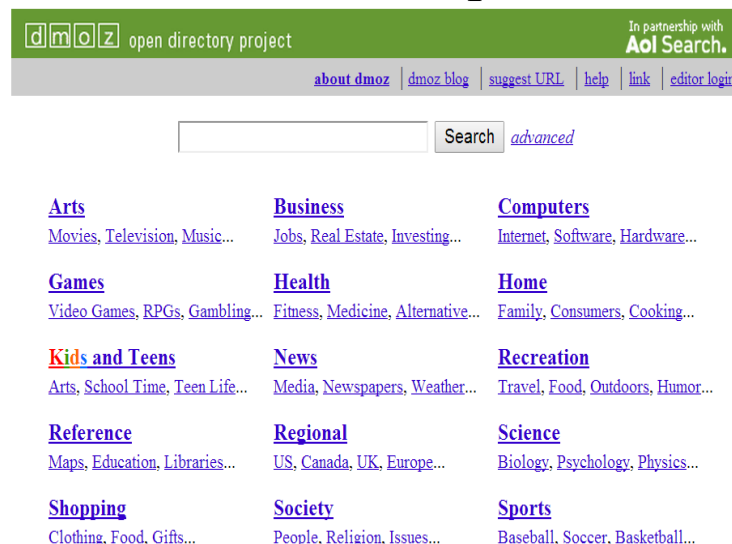 dmoz open directory project
In partnership with
Aol Search.
about dmoz | dmoz blog | suggest URL | help | link | editor login
Search advanced
Arts Business Computers
Movies, Television, Music... Jobs, Real Estate, Investing... Internet, Software, Hardware...
Games Health Home
Video Games, RPGs, Gambling... Fitness, Medicine, Alternative... Family, Consumers, Cooking...
Kids and Teens News Recreation
Arts, School Time, Teen Life... Media, Newspapers, Weather... Travel, Food, Outdoors, Humor...
Reference Regional Science
Maps, Education, Libraries... US, Canada, UK, Europe... Biology, Psychology, Physics...
Shopping Society Sports
Clothing, Food, Gifts... People, Religion, Issues... Baseball, Soccer, Basketball...